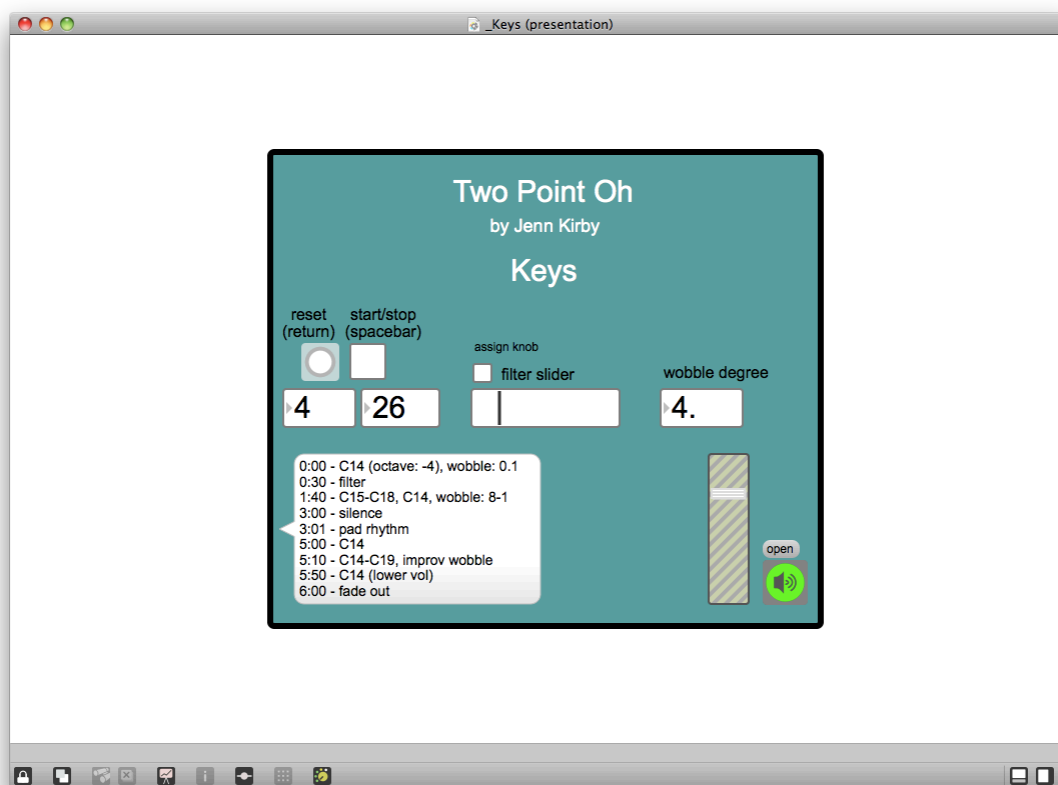 _Keys (presentation)
Two Point Oh
by Jenn Kirby
Keys
reset start/stop
(return) (spacebar)
assign knob
filter slider
wobble degree
4 26 4.
0:00 - C14 (octave: -4), wobble: 0.1
0:30 - filter
1:40 - C15-C18, C14, wobble: 8-1
3:00 - silence
3:01 - pad rhythm
5:00 - C14
5:10 - C14-C19, improv wobble
5:50 - C14 (lower vol)
6:00 - fade out
open